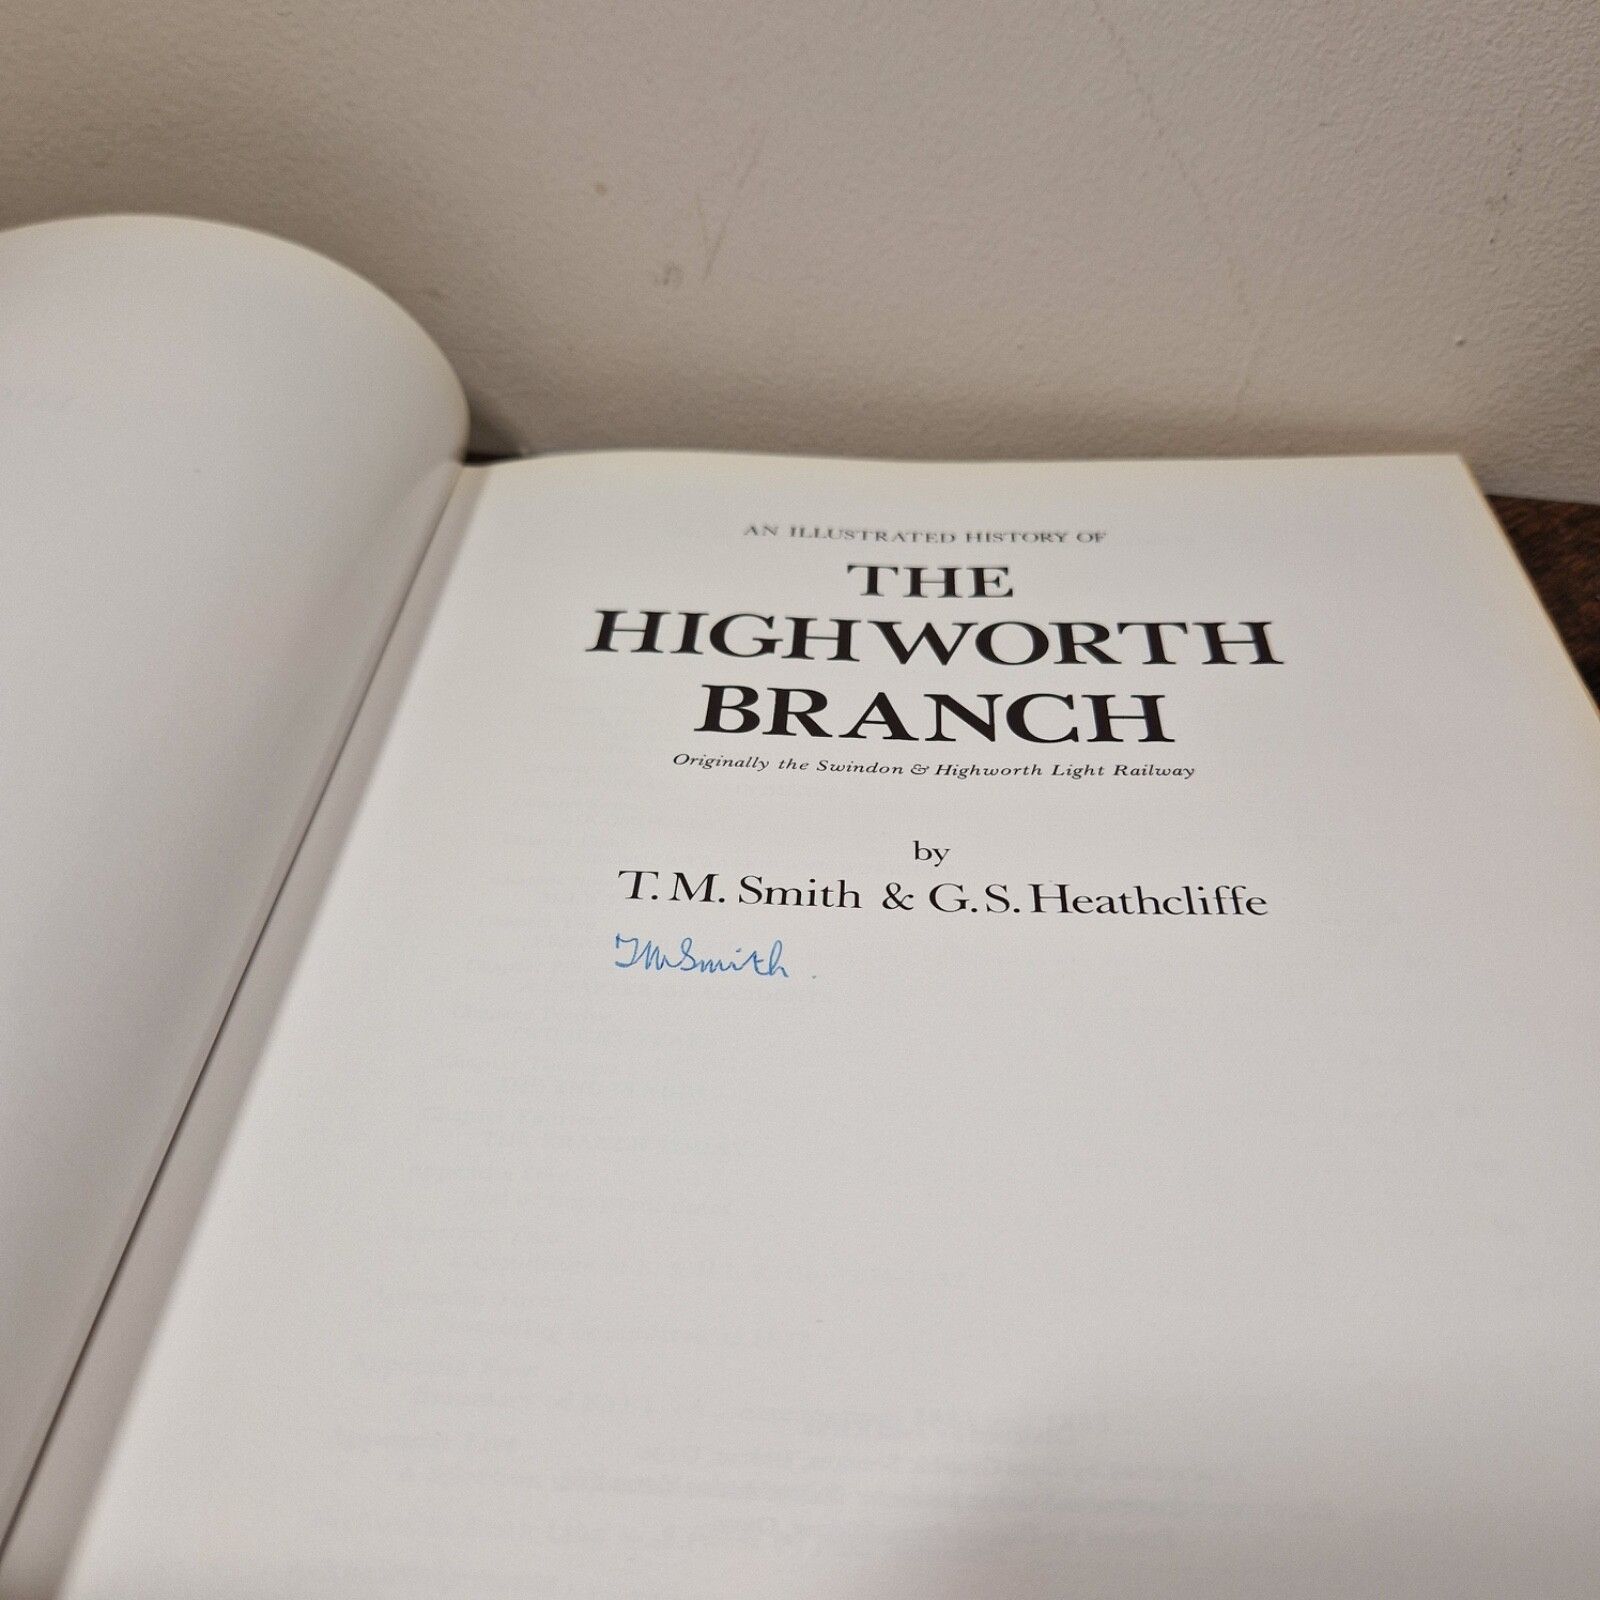 AN ILLUSTRATED HISTORY OF
THE
HIGHWORTH
BRANCH
Originally the Swindon & Highworth Light Railway
by
T. M. Smith & G. S. Heathcliffe
TMSmith.